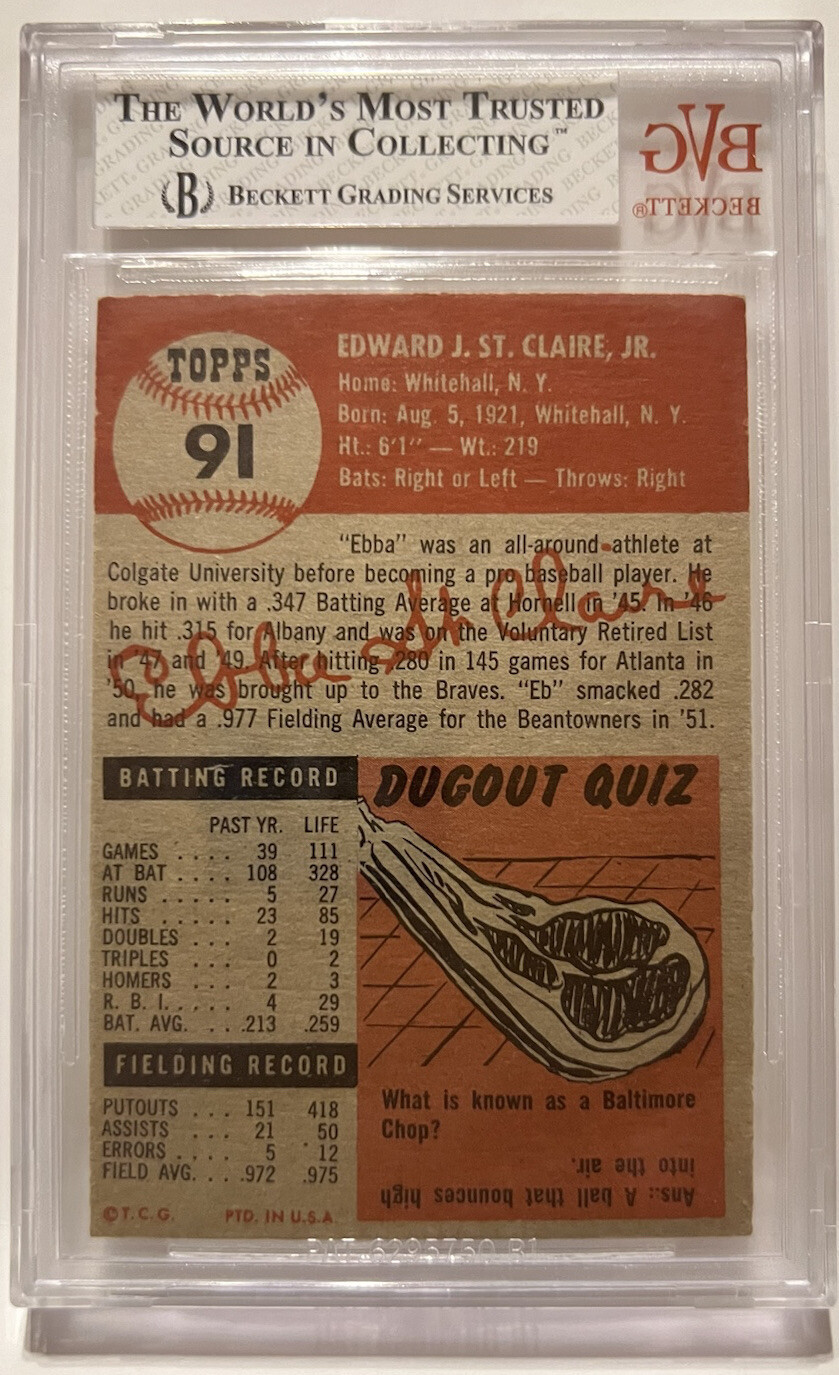 THE WORLD'S MOST TRUSTED
SOURCE IN COLLECTING™
B BECKETT GRADING SERVICES
BVG
BECKETT®
TOPPS
91
EDWARD J. ST. CLAIRE, JR.
Home: Whitehall, N. Y.
Born: Aug. 5, 1921, Whitehall, N. Y.
Ht.: 6'1" — Wt.: 219
Bats: Right or Left — Throws: Right
"Ebba" was an all-around athlete at
Colgate University before becoming a pro baseball player. He
broke in with a .347 Batting Average at Hornell in '45. In '46
he hit .315 for Albany and was on the Voluntary Retired List
in '47 and '49. After hitting .280 in 145 games for Atlanta in
'50, he was brought up to the Braves. "Eb" smacked .282
and had a .977 Fielding Average for the Beantowners in '51.
Ebba St. Claire
BATTING RECORD
PAST YR. LIFE
GAMES .... 39 111
AT BAT .... 108 328
RUNS ..... 5 27
HITS ..... 23 85
DOUBLES ... 2 19
TRIPLES ... 0 2
HOMERS ... 2 3
R. B. I. .... 4 29
BAT. AVG. ... .213 .259
FIELDING RECORD
PUTOUTS ... 151 418
ASSISTS ... 21 50
ERRORS .... 5 12
FIELD AVG. ... .972 .975
©T.C.G. PTD. IN U.S.A.
DUGOUT QUIZ
What is known as a Baltimore
Chop?
Ans.: A ball that bounces high
into the air.